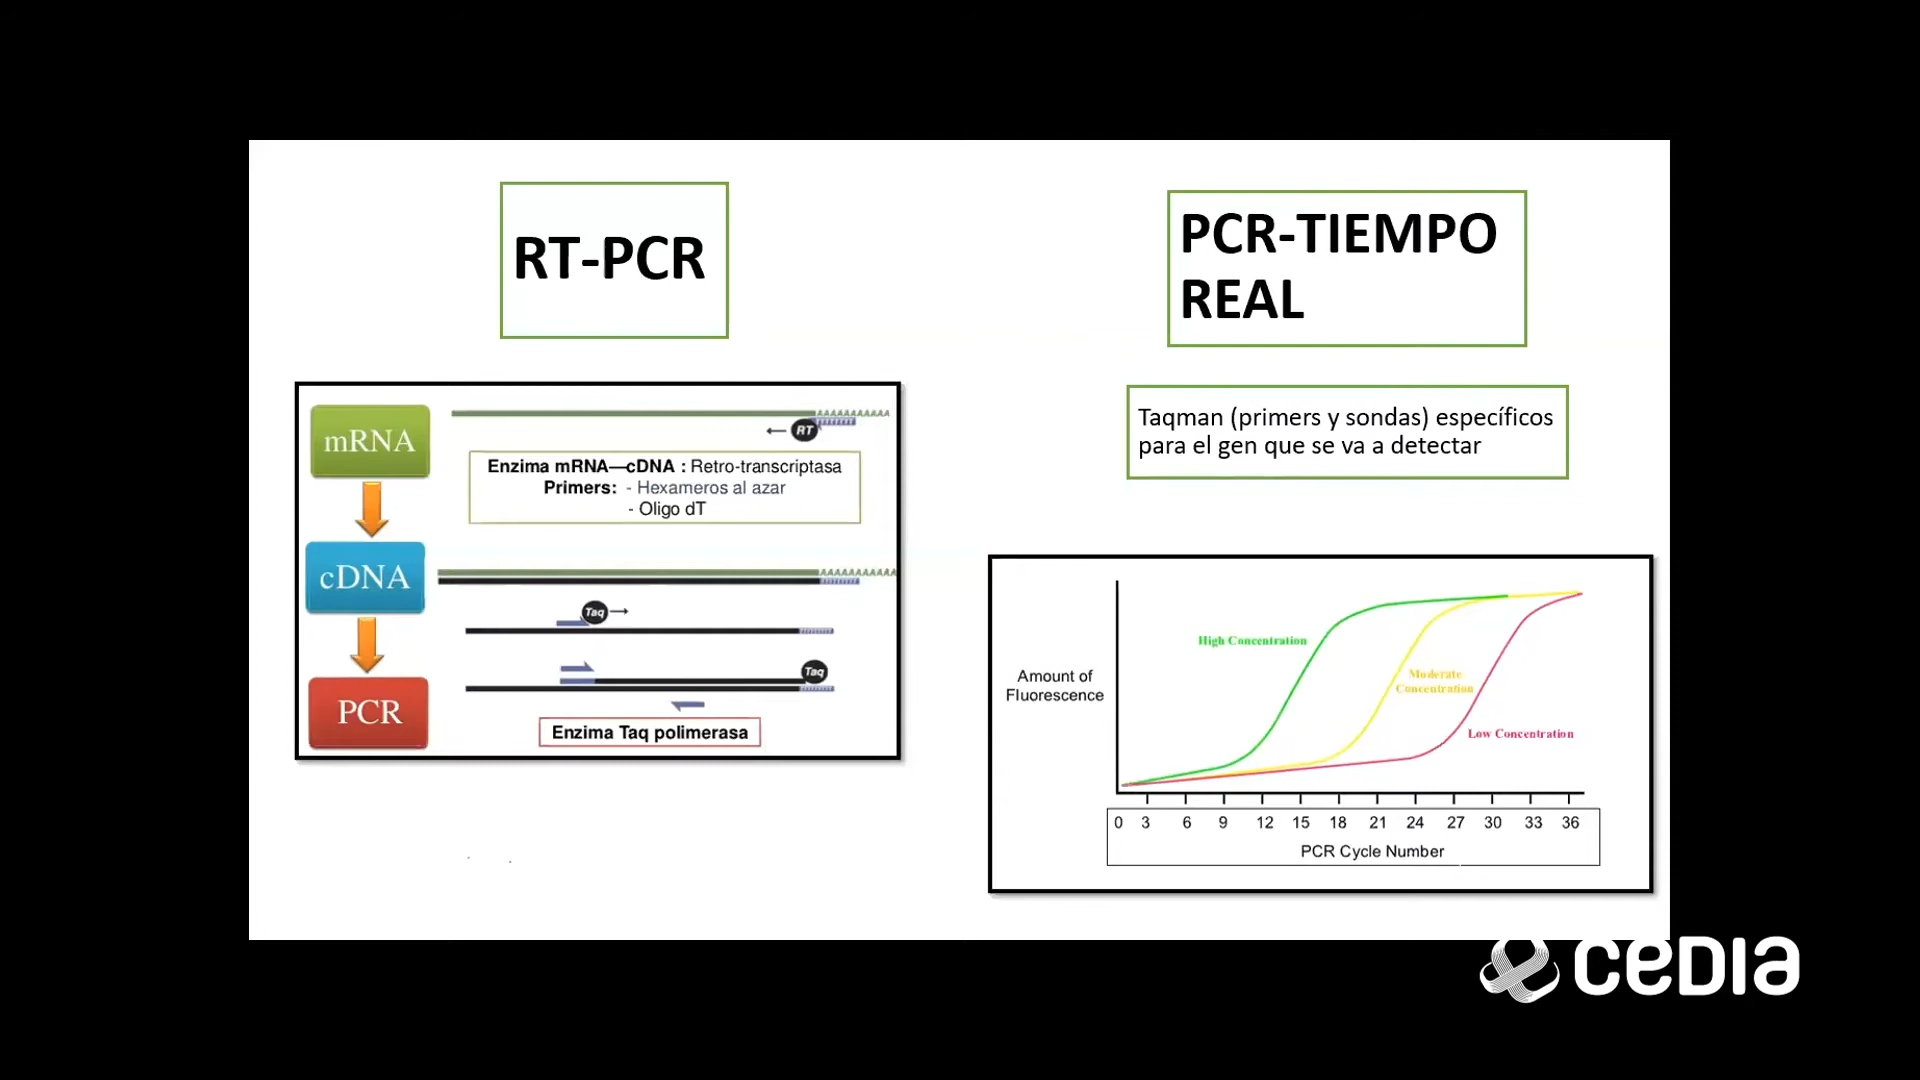 RT-PCR
mRNA
AAAAAAAAAA
RT
Enzima mRNA—cDNA : Retro-transcriptasa
Primers: - Hexameros al azar
- Oligo dT
cDNA
AAAAAAAAAA
Taq
PCR
Taq
Enzima Taq polimerasa
PCR-TIEMPO
REAL
Taqman (primers y sondas) específicos
para el gen que se va a detectar
High Concentration
Moderate
Concentration
Low Concentration
Amount of
Fluorescence
0 3 6 9 12 15 18 21 24 27 30 33 36
PCR Cycle Number
CEDIA